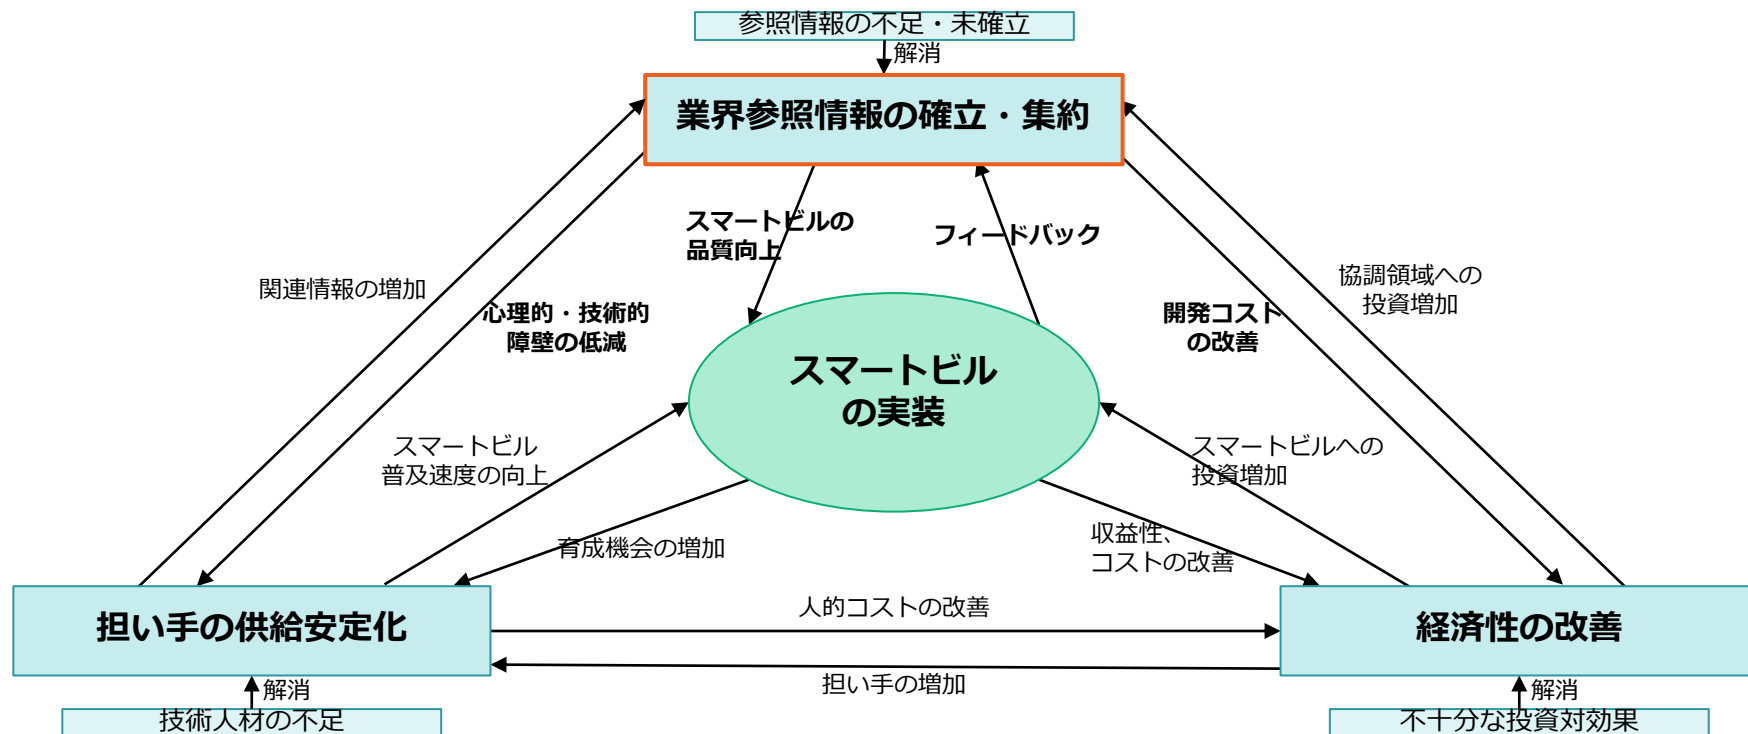 参照情報の不足・未確立
解消
業界参照情報の確立・集約
スマートビルの
品質向上
フィードバック
関連情報の増加
心理的・技術的
障壁の低減
開発コスト
の改善
協調領域への
投資増加
スマートビル
の実装
スマートビル
普及速度の向上
スマートビルへの
投資増加
育成機会の増加
収益性、
コストの改善
担い手の供給安定化
人的コストの改善
経済性の改善
担い手の増加
解消
技術人材の不足
解消
不十分な投資対効果